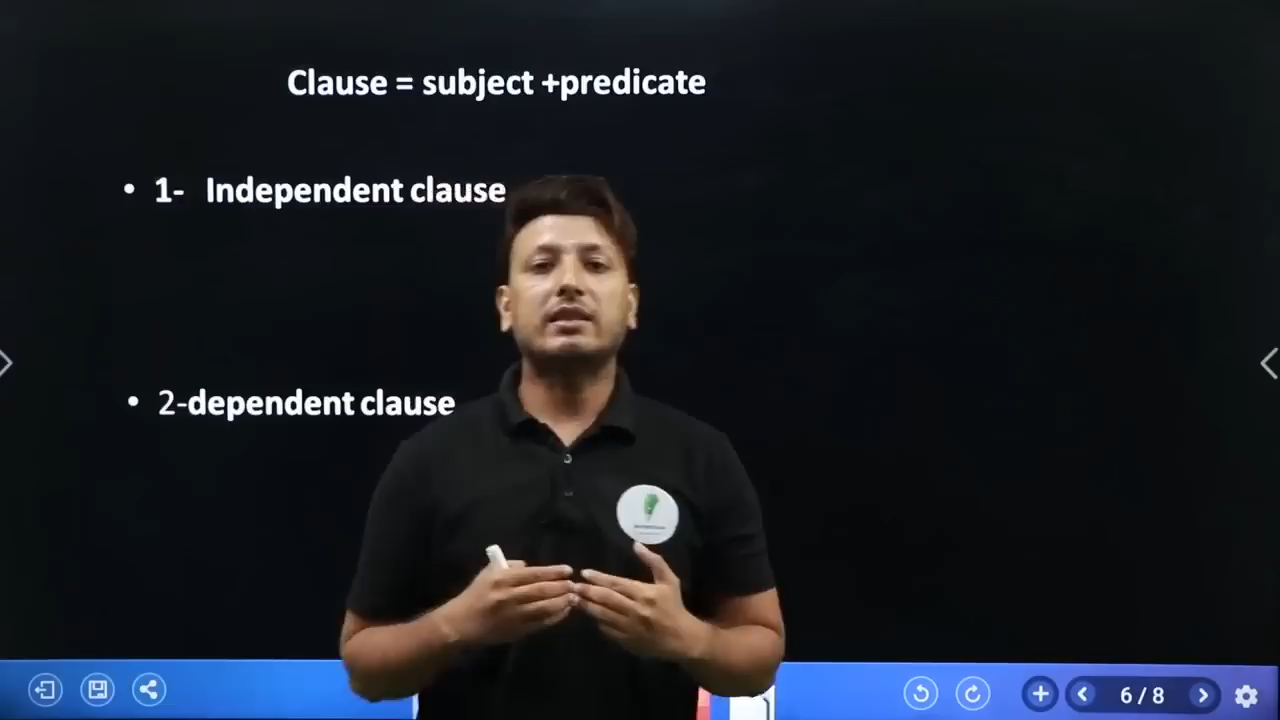 Clause = subject +predicate
• 1- Independent clause
• 2-dependent clause
6 / 8